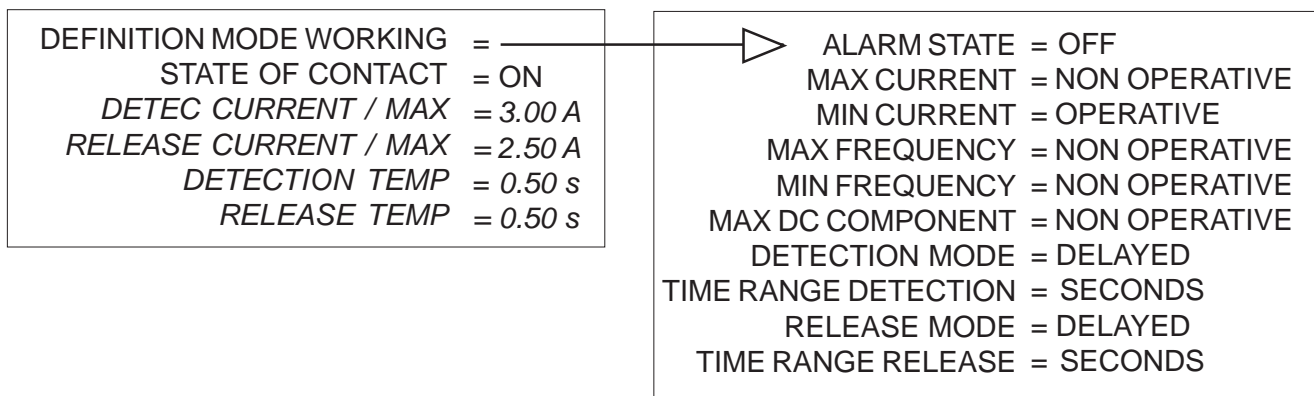 DEFINITION MODE WORKING =
STATE OF CONTACT = ON
DETEC CURRENT / MAX = 3.00 A
RELEASE CURRENT / MAX = 2.50 A
DETECTION TEMP = 0.50 s
RELEASE TEMP = 0.50 s
ALARM STATE = OFF
MAX CURRENT = NON OPERATIVE
MIN CURRENT = OPERATIVE
MAX FREQUENCY = NON OPERATIVE
MIN FREQUENCY = NON OPERATIVE
MAX DC COMPONENT = NON OPERATIVE
DETECTION MODE = DELAYED
TIME RANGE DETECTION = SECONDS
RELEASE MODE = DELAYED
TIME RANGE RELEASE = SECONDS